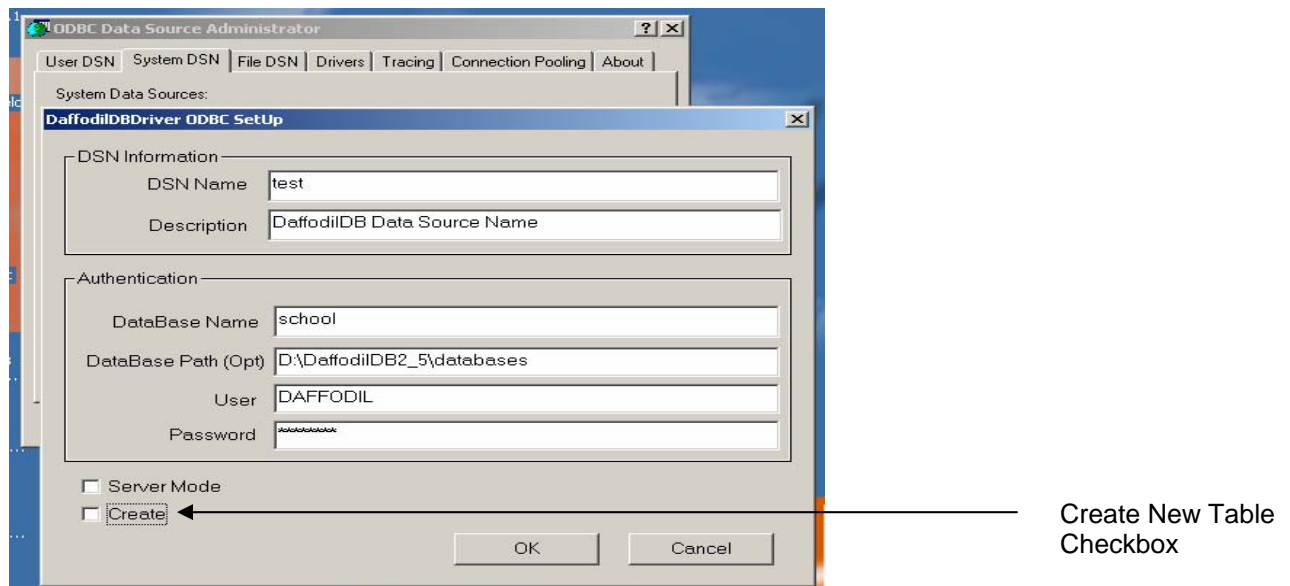 ODBC Data Source Administrator
User DSN System DSN File DSN Drivers Tracing Connection Pooling About
System Data Sources:
DaffodilDBDriver ODBC SetUp
DSN Information
DSN Name test
Description DaffodilDB Data Source Name
Authentication
DataBase Name school
DataBase Path (Opt) D:\DaffodilDB2_5\databases
User DAFFODIL
Password *********
Server Mode
Create
OK Cancel
Create New Table
Checkbox